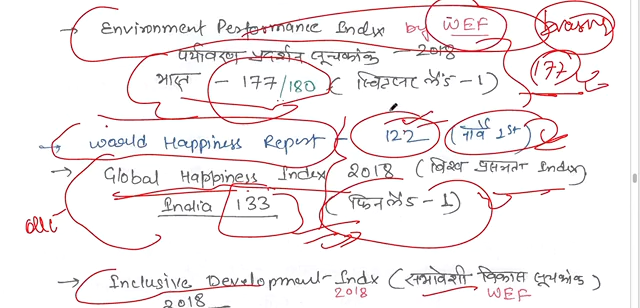 → Environment Performance Index by WEF
पर्यावरण प्रदर्शन सूचकांक - 2018
भारत - 177/180 (स्विटजरलैंड - 1)
177
→ World Happiness Report - 122 (नार्वे 1st)
→ Global Happiness Index 2018 (विश्व प्रसन्नता Index)
India 133 (फिनलैंड - 1)
→ Inclusive Development Index (समावेशी विकास सूचकांक)
2018 2018 WEF